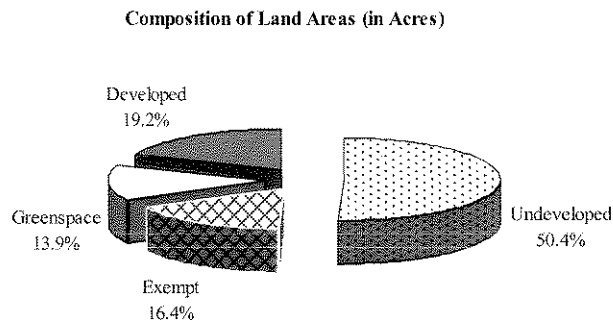 Composition of Land Areas (in Acres)
Developed
19.2%
Greenspace
13.9%
Undeveloped
50.4%
Exempt
16.4%